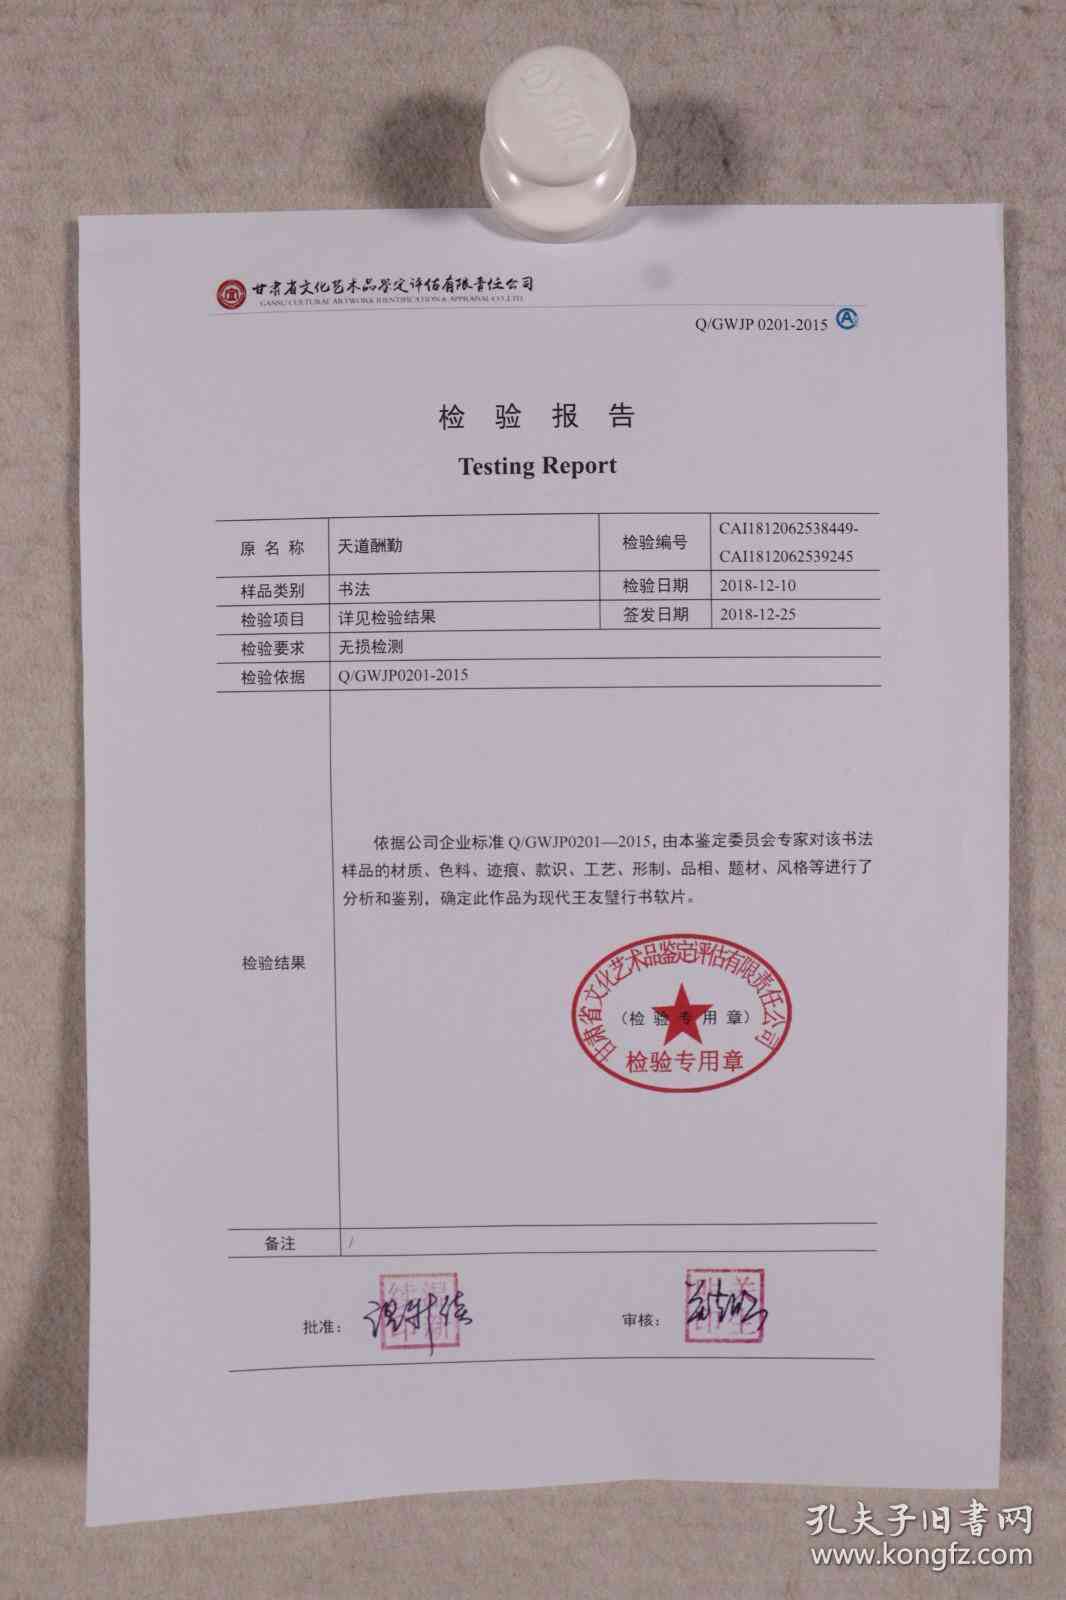 甘肃省文化艺术品鉴定评估有限责任公司
GANSU CULTURAL ARTWORK IDENTIFICATION & APPRAISAL CO.,LTD
Q/GWJP 0201-2015
检 验 报 告
Testing Report
原 名 称 天道酬勤 检验编号 CAI1812062538449-
CAI1812062539245
样品类别 书法 检验日期 2018-12-10
检验项目 详见检验结果 签发日期 2018-12-25
检验要求 无损检测
检验依据 Q/GWJP0201-2015
依据公司企业标准 Q/GWJP0201—2015，由本鉴定委员会专家对该书法
样品的材质、色料、迹痕、款识、工艺、形制、品相、题材、风格等进行了
分析和鉴别，确定此作品为现代王友璧行书软片。
检验结果
甘肃省文化艺术品鉴定评估有限责任公司
（检 验 专 用 章）
检验专用章
备注 /
批准： 审核：
孔夫子旧书网
www.kongfz.com